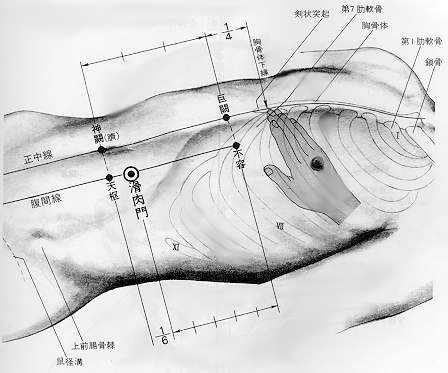 剣状突起
第7肋軟骨
胸骨体
第1肋軟骨
鎖骨
胸骨体下縁
1/4
巨闕
神闕(臍)
正中線
不容
天枢
滑肉門
腹間線
I
VII
XI
1/6
上前腸骨棘
鼠径溝